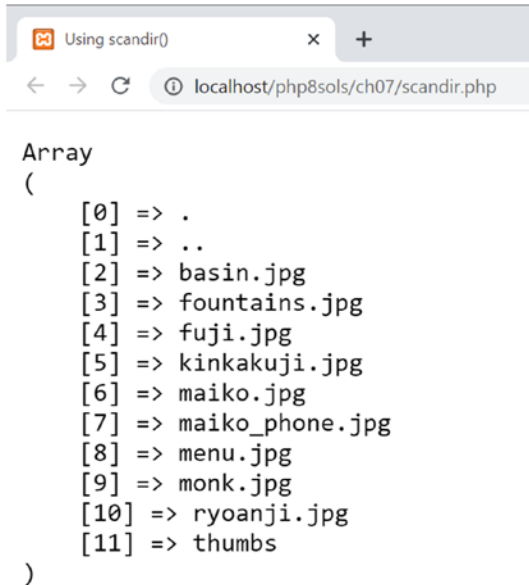 Using scandir()
localhost/php8sols/ch07/scandir.php
Array
(
[0] => .
[1] => ..
[2] => basin.jpg
[3] => fountains.jpg
[4] => fuji.jpg
[5] => kinkakuji.jpg
[6] => maiko.jpg
[7] => maiko_phone.jpg
[8] => menu.jpg
[9] => monk.jpg
[10] => ryoanji.jpg
[11] => thumbs
)